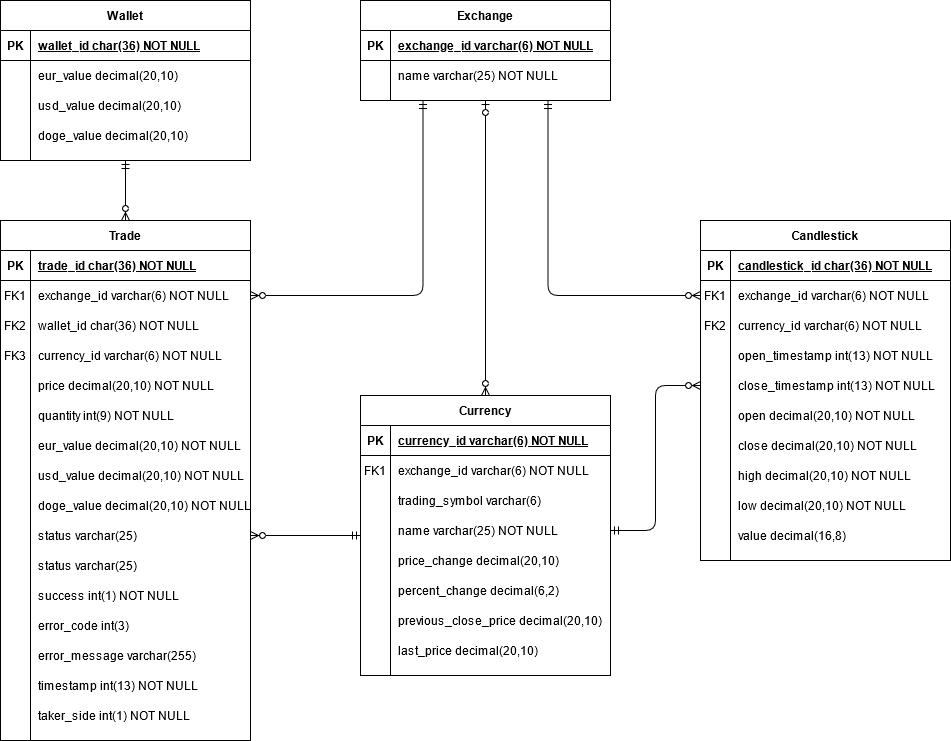 Wallet
PK wallet_id char(36) NOT NULL
eur_value decimal(20,10)
usd_value decimal(20,10)
doge_value decimal(20,10)
Exchange
PK exchange_id varchar(6) NOT NULL
name varchar(25) NOT NULL
Trade
PK trade_id char(36) NOT NULL
FK1 exchange_id varchar(6) NOT NULL
FK2 wallet_id char(36) NOT NULL
FK3 currency_id varchar(6) NOT NULL
price decimal(20,10) NOT NULL
quantity int(9) NOT NULL
eur_value decimal(20,10) NOT NULL
usd_value decimal(20,10) NOT NULL
doge_value decimal(20,10) NOT NULL
status varchar(25)
status varchar(25)
success int(1) NOT NULL
error_code int(3)
error_message varchar(255)
timestamp int(13) NOT NULL
taker_side int(1) NOT NULL
Currency
PK currency_id varchar(6) NOT NULL
FK1 exchange_id varchar(6) NOT NULL
trading_symbol varchar(6)
name varchar(25) NOT NULL
price_change decimal(20,10)
percent_change decimal(6,2)
previous_close_price decimal(20,10)
last_price decimal(20,10)
Candlestick
PK candlestick_id char(36) NOT NULL
FK1 exchange_id varchar(6) NOT NULL
FK2 currency_id varchar(6) NOT NULL
open_timestamp int(13) NOT NULL
close_timestamp int(13) NOT NULL
open decimal(20,10) NOT NULL
close decimal(20,10) NOT NULL
high decimal(20,10) NOT NULL
low decimal(20,10) NOT NULL
value decimal(16,8)